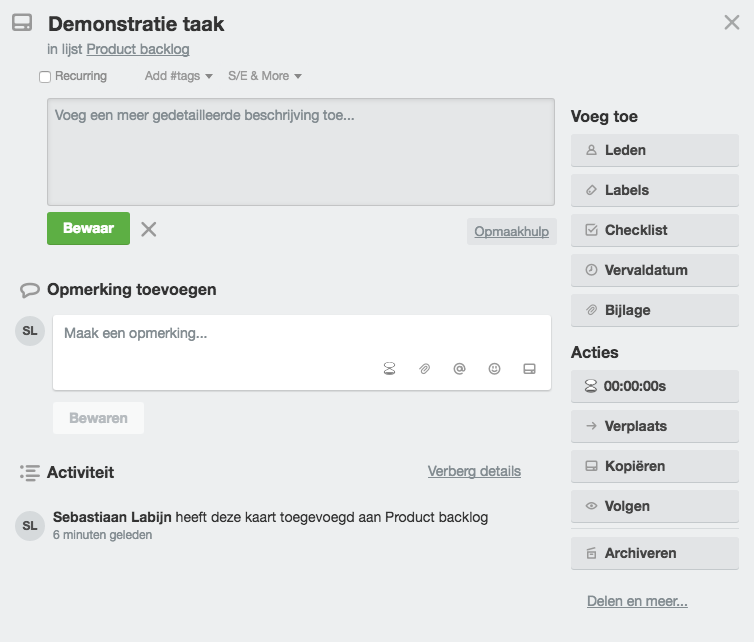 Demonstratie taak
in lijst Product backlog
Recurring
Add #tags
S/E & More
Voeg een meer gedetailleerde beschrijving toe...
Bewaar
Opmaakhulp
Opmerking toevoegen
SL
Maak een opmerking...
Bewaren
Activiteit
Verberg details
SL
Sebastiaan Labijn heeft deze kaart toegevoegd aan Product backlog
6 minuten geleden
Voeg toe
Leden
Labels
Checklist
Vervaldatum
Bijlage
Acties
00:00:00s
Verplaats
Kopiëren
Volgen
Archiveren
Delen en meer...